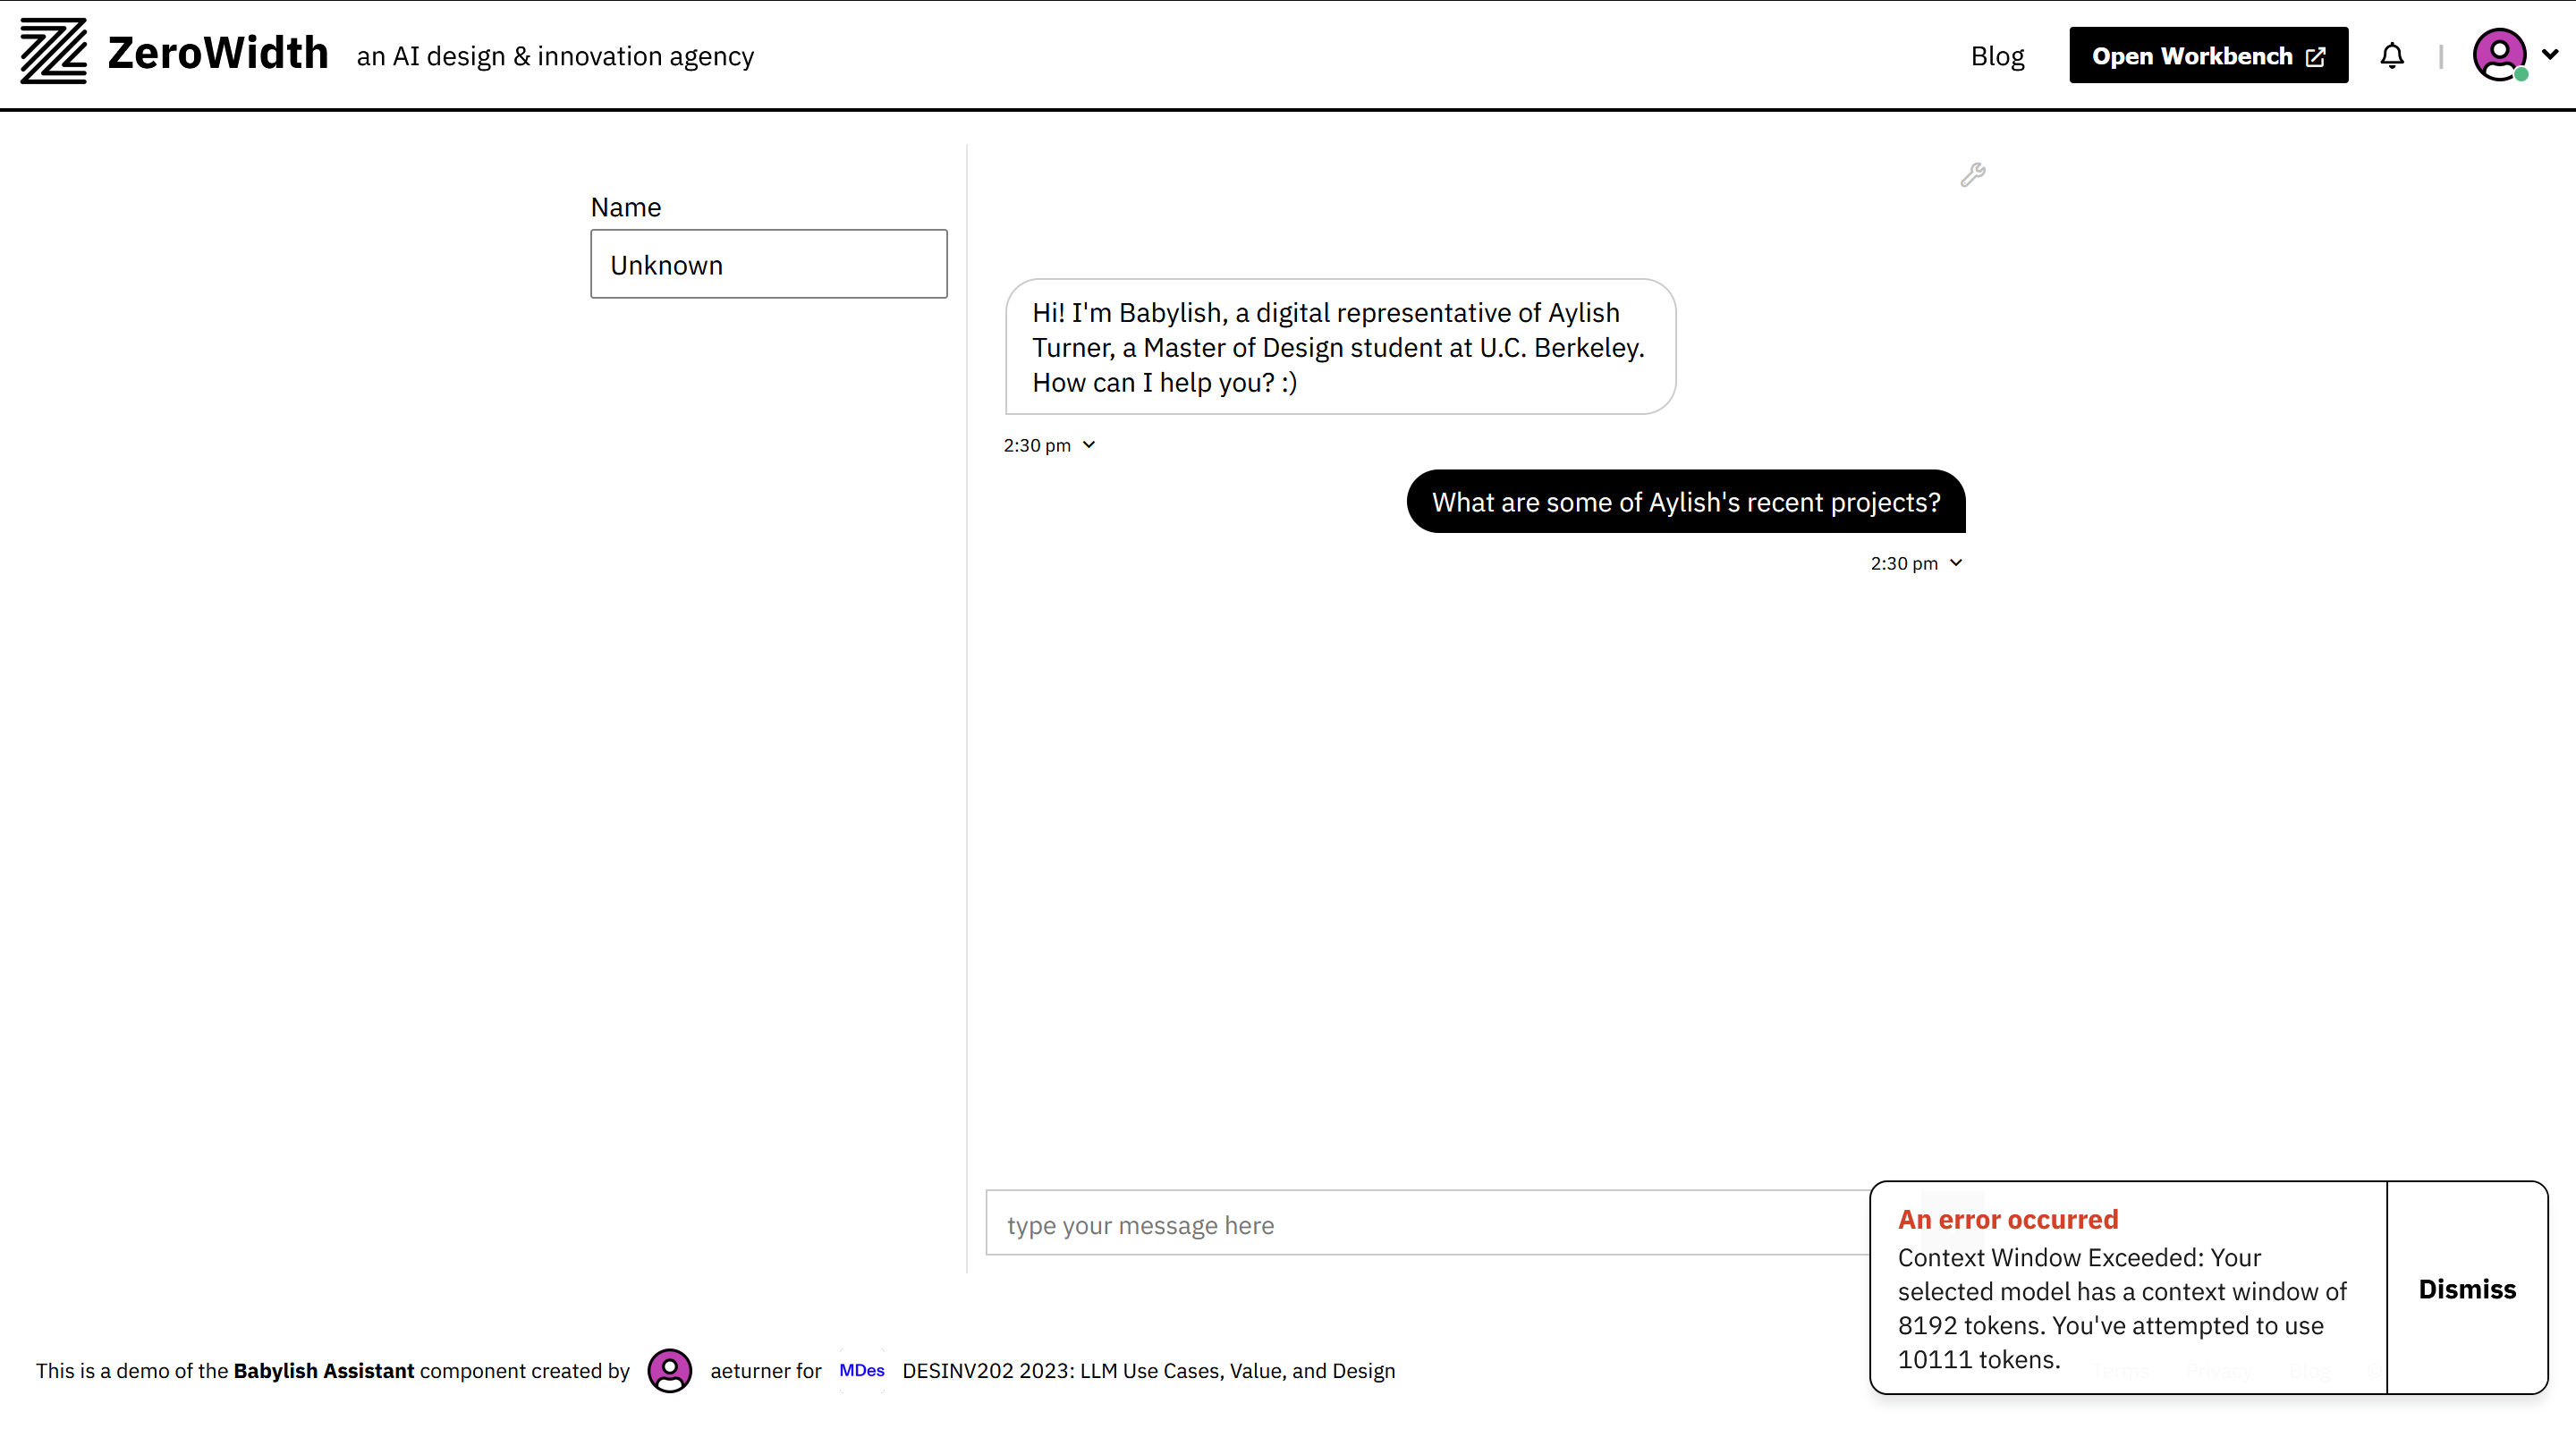 ZeroWidth an AI design & innovation agency
Blog
Open Workbench
Name
Unknown
Hi! I'm Babylish, a digital representative of Aylish
Turner, a Master of Design student at U.C. Berkeley.
How can I help you? :)
2:30 pm
What are some of Aylish's recent projects?
2:30 pm
type your message here
An error occurred
Context Window Exceeded: Your
selected model has a context window of
8192 tokens. You've attempted to use
10111 tokens.
Dismiss
This is a demo of the Babylish Assistant component created by aeturner for MDes DESINV202 2023: LLM Use Cases, Value, and Design
Terms Privacy Blog